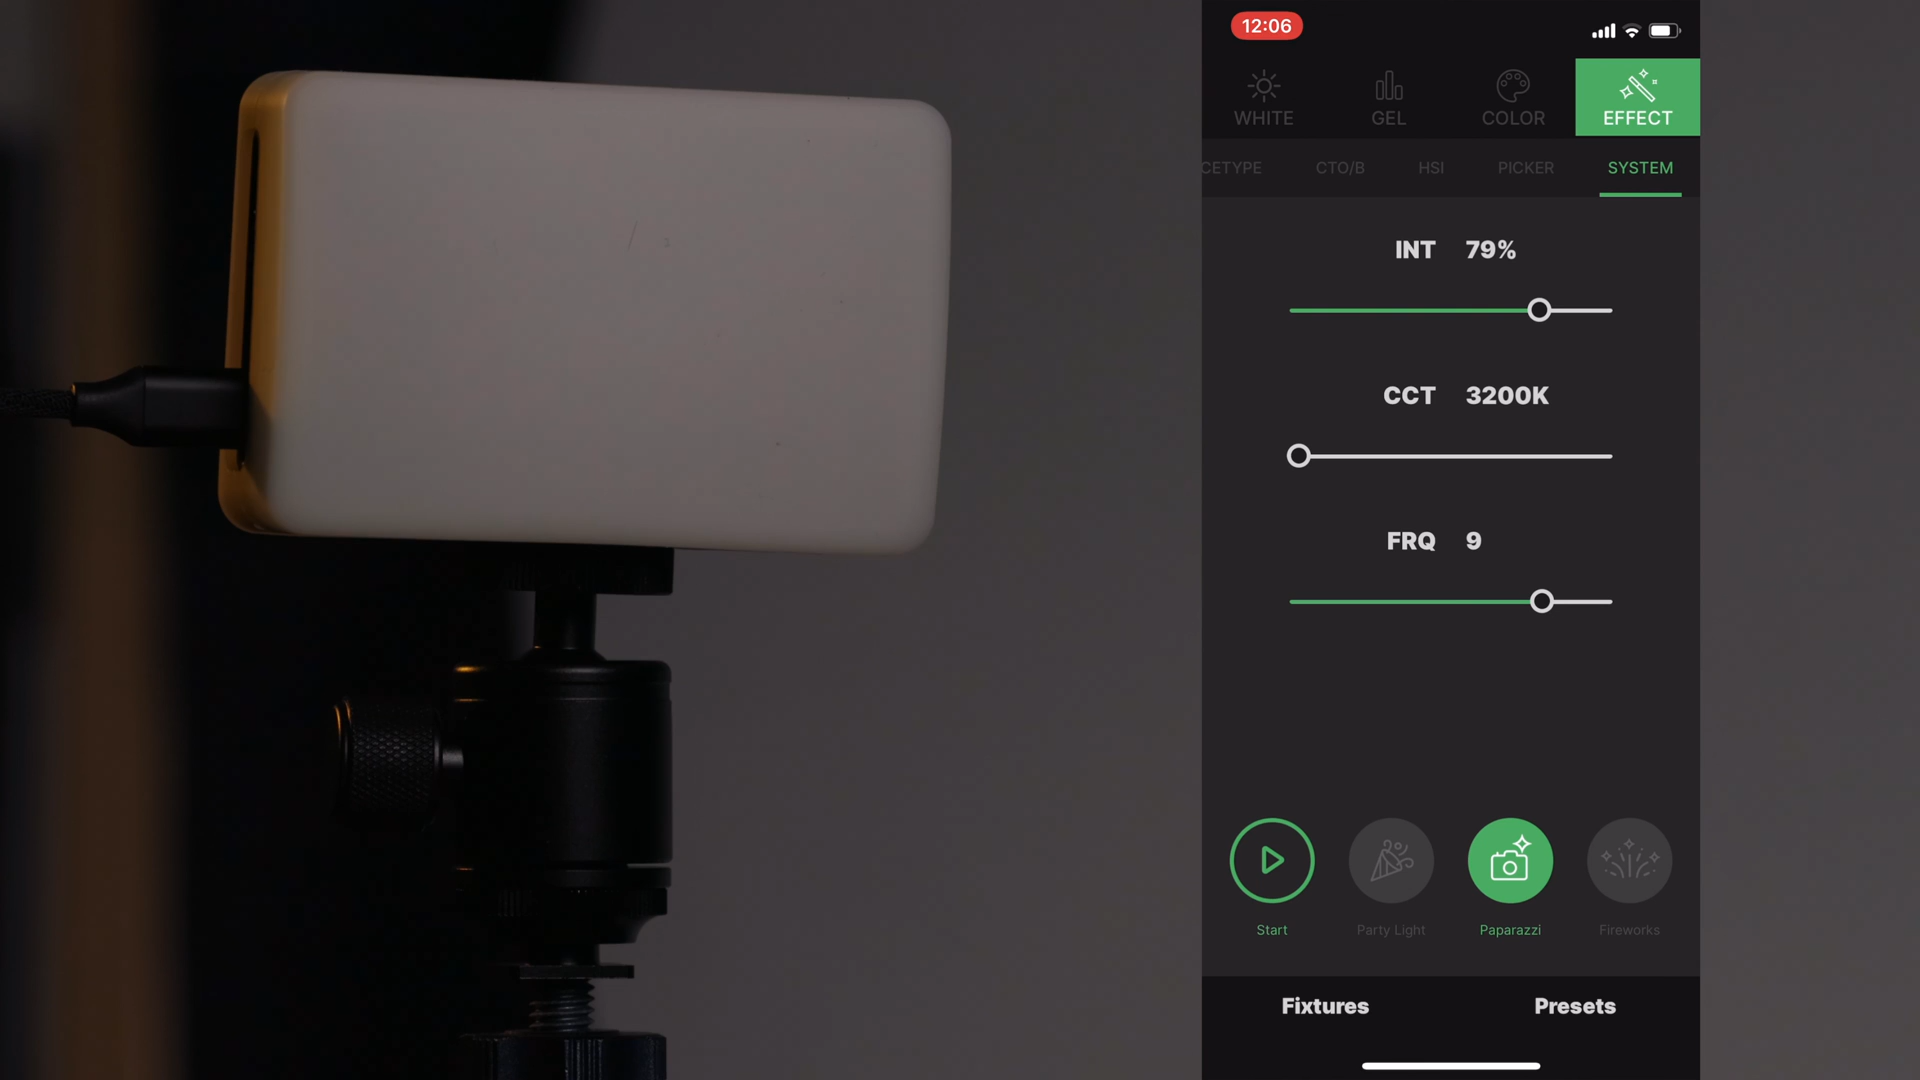 12:06
WHITE GEL COLOR EFFECT
CETYPE CTO/B HSI PICKER SYSTEM
INT 79%
CCT 3200K
FRQ 9
Start Party Light Paparazzi Fireworks
Fixtures Presets